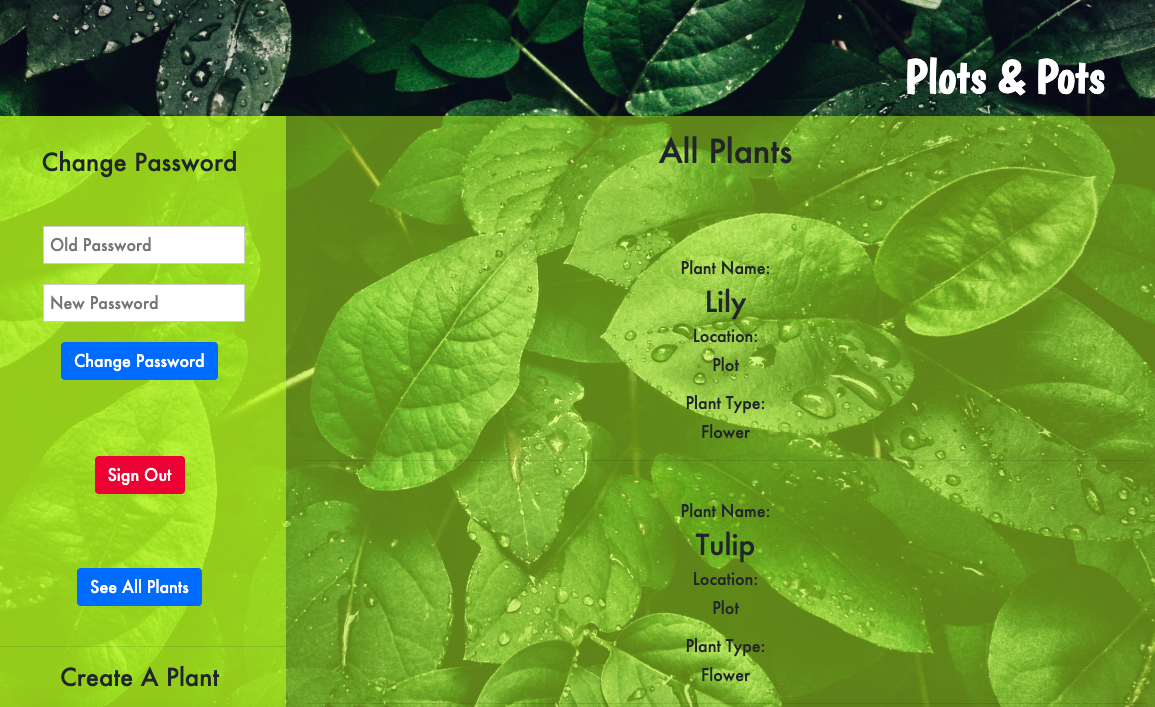 Plots & Pots
Change Password
Old Password
New Password
Change Password
Sign Out
See All Plants
Create A Plant
All Plants
Plant Name:
Lily
Location:
Plot
Plant Type:
Flower
Plant Name:
Tulip
Location:
Plot
Plant Type:
Flower